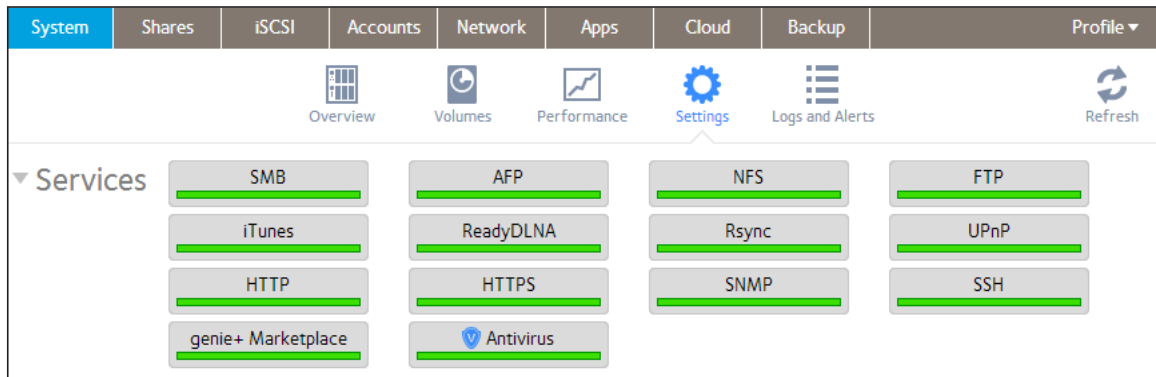 System Shares iSCSI Accounts Network Apps Cloud Backup Profile
Overview Volumes Performance Settings Logs and Alerts Refresh
Services
SMB AFP NFS FTP
iTunes ReadyDLNA Rsync UPnP
HTTP HTTPS SNMP SSH
genie+ Marketplace V Antivirus